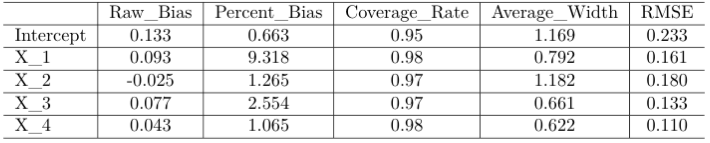 Raw_Bias Percent_Bias Coverage_Rate Average_Width RMSE
Intercept 0.133 0.663 0.95 1.169 0.233
X_1 0.093 9.318 0.98 0.792 0.161
X_2 -0.025 1.265 0.97 1.182 0.180
X_3 0.077 2.554 0.97 0.661 0.133
X_4 0.043 1.065 0.98 0.622 0.110